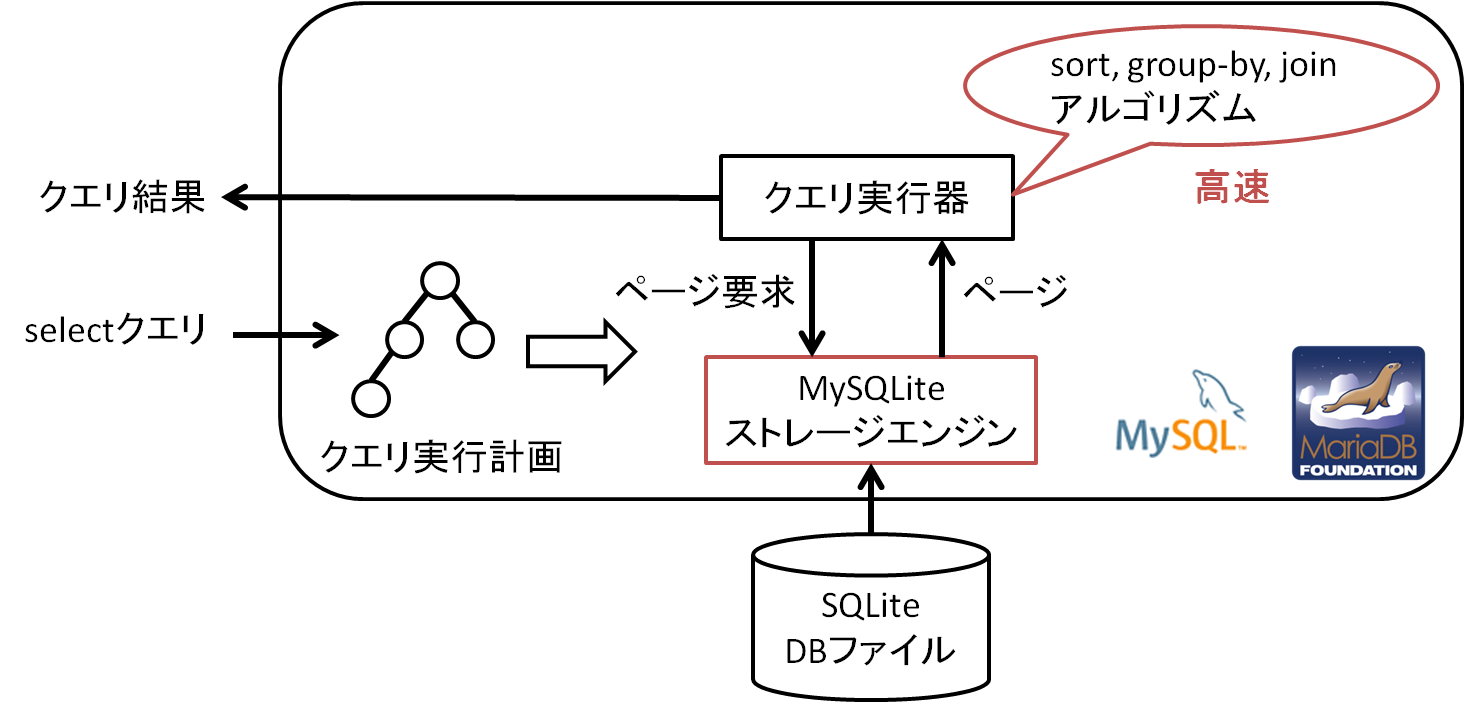 sort, group-by, join
アルゴリズム
高速
クエリ結果
クエリ実行器
ページ要求
ページ
selectクエリ
クエリ実行計画
MySQLite
ストレージエンジン
MySQL™
MariaDB
FOUNDATION
SQLite
DBファイル